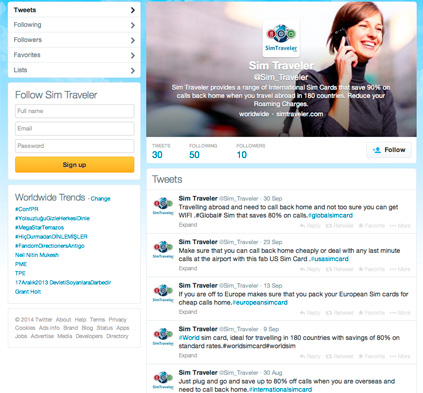 Tweets
Following
Followers
Favorites
Lists
Follow Sim Traveler
Full name
Email
Password
Sign up
Worldwide Trends · Change
#ConfPR
#YolsuzluğuGizleHerkesiDinle
#MegaStarTemazos
#HiçDurmadanDİNLEMİŞLER
#FandomDirectionersAntigo
Neil Nitin Mukesh
PME
TPE
17Aralık2013 DevletiSoyanlaraDarbedir
Grant Holt
© 2014 Twitter About Help Terms Privacy
Cookies Ads info Brand Blog Status Apps
Jobs Advertise Media Developers Directory
SimTraveler
Sim Traveler
@Sim_Traveler
Sim Traveler provides a range of International Sim Cards that save 90% on
calls back home when you travel abroad in 180 countries. Reduce your
Roaming Charges.
worldwide · simtraveler.com
TWEETS
30
FOLLOWING
50
FOLLOWERS
10
Follow
Tweets
Sim Traveler @Sim_Traveler · 30 Sep
Travelling abroad and need to call back home and not too sure you can get
WIFI .#Global# Sim that saves 80% on calls.#globalsimcard
Expand
Reply Retweet Favorite More
Sim Traveler @Sim_Traveler · 23 Sep
Make sure that you can call back home cheaply or deal with any last minute
calls at the airport with this fab US Sim Card .#usasimcard
Expand
Reply Retweet Favorite More
Sim Traveler @Sim_Traveler · 13 Sep
If you are off to Europe makes sure that you pack your European Sim cards for
cheap calls home.#europeansimcard
Expand
Reply Retweet Favorite More
Sim Traveler @Sim_Traveler · 9 Sep
#World sim card, ideal for travelling in 180 countries with savings of 80% on
standard rates.#worldsimcard#worldsim
Expand
Reply Retweet Favorite More
Sim Traveler @Sim_Traveler · 30 Aug
Just plug and go and save up to 80% off calls when you are overseas and
need to call back home.#internationalsimcard